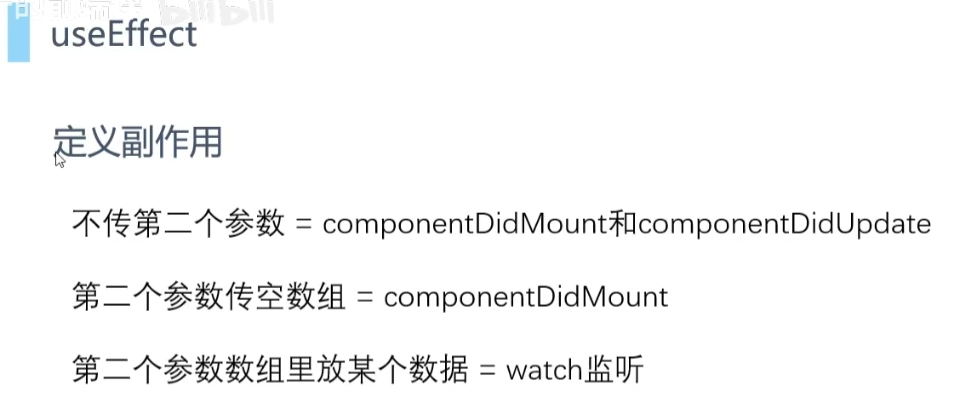 bilibili
useEffect
定义副作用
不传第二个参数 = componentDidMount和componentDidUpdate
第二个参数传空数组 = componentDidMount
第二个参数数组里放某个数据 = watch监听